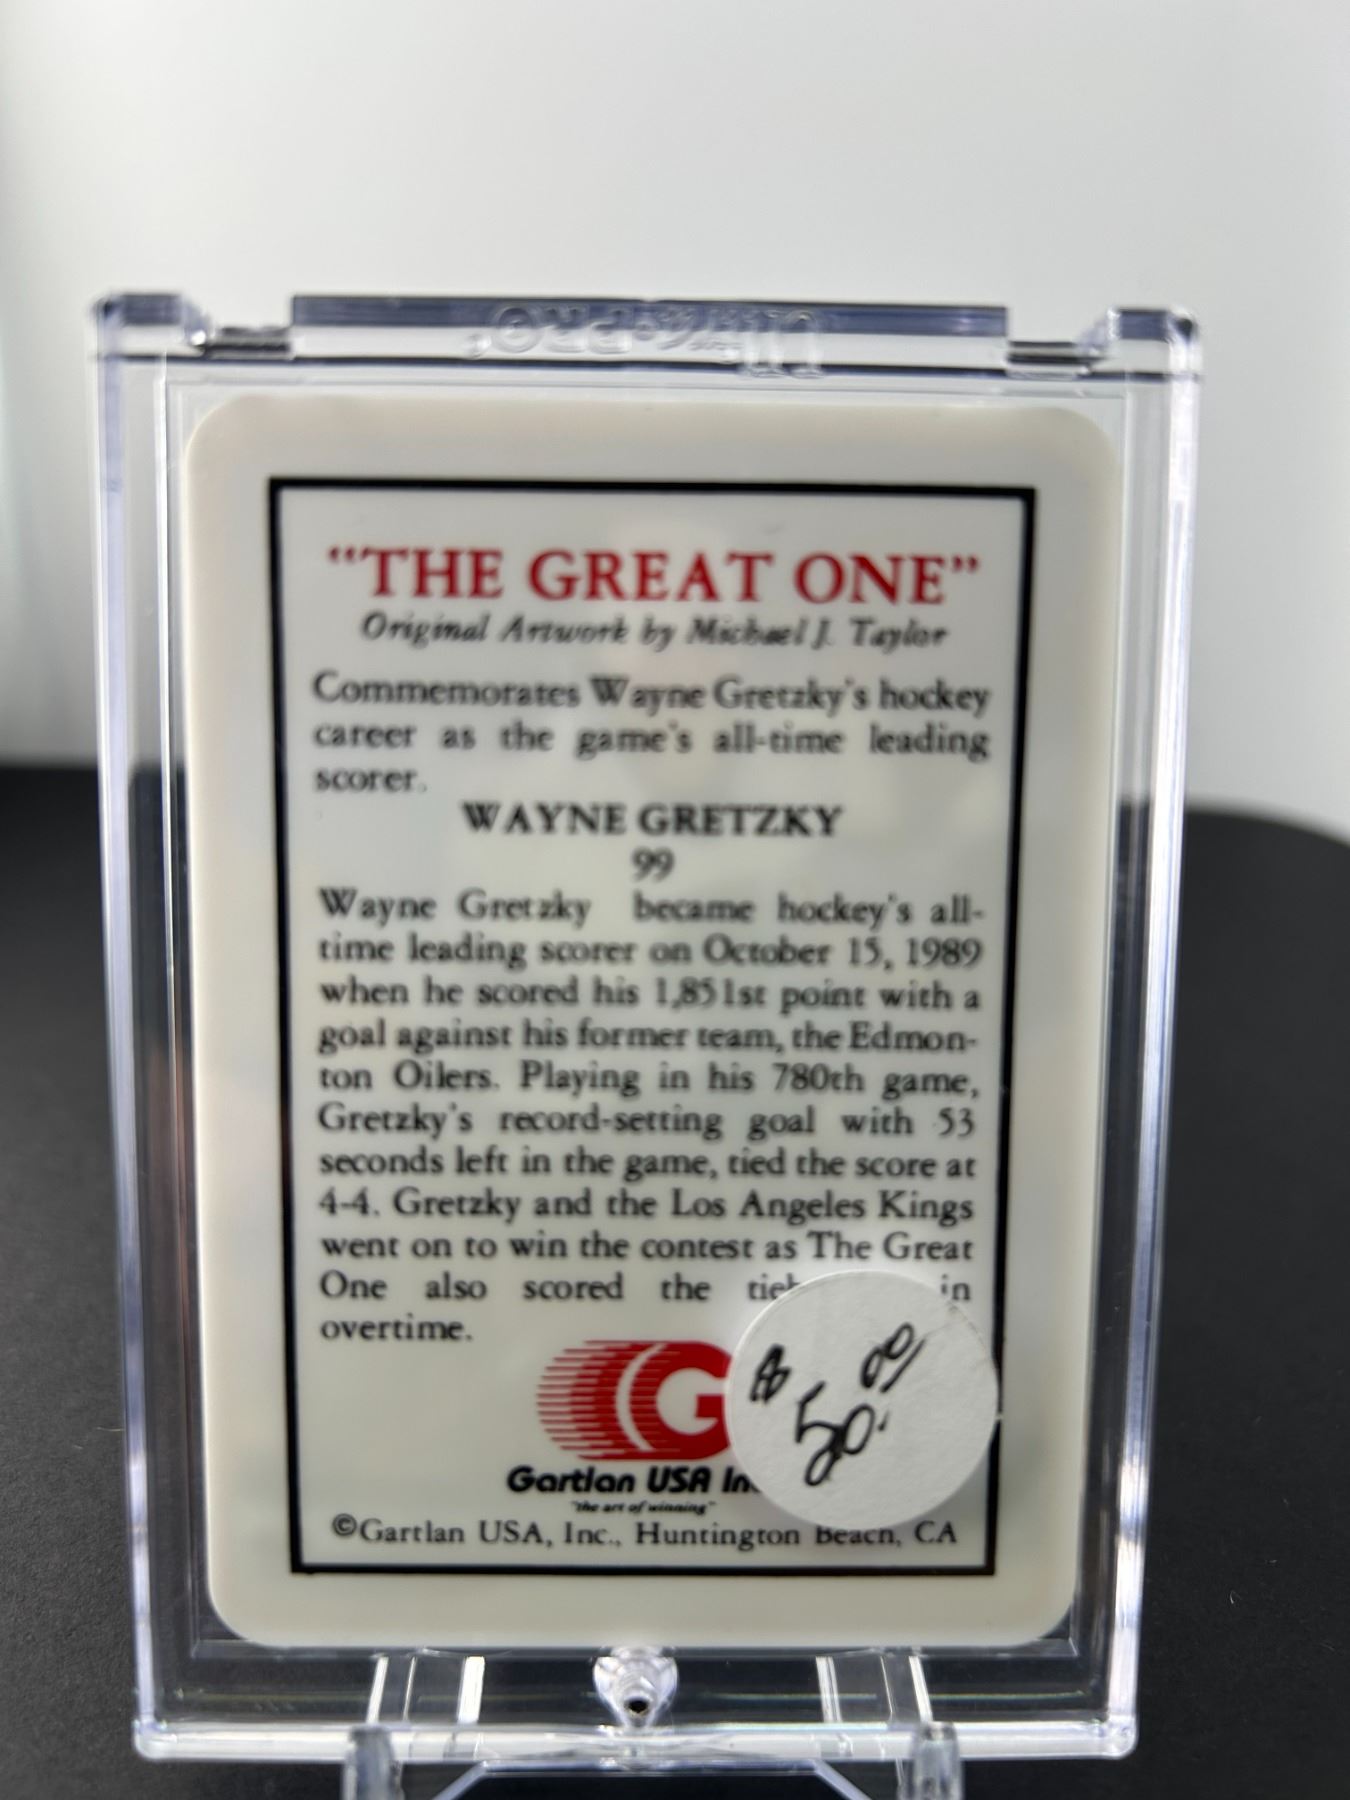 ULTRA•PRO®
“THE GREAT ONE”
Original Artwork by Michael J. Taylor
Commemorates Wayne Gretzky's hockey
career as the game's all-time leading
scorer.
WAYNE GRETZKY
99
Wayne Gretzky became hockey's all-
time leading scorer on October 15, 1989
when he scored his 1,851st point with a
goal against his former team, the Edmon-
ton Oilers. Playing in his 780th game,
Gretzky's record-setting goal with 53
seconds left in the game, tied the score at
4-4. Gretzky and the Los Angeles Kings
went on to win the contest as The Great
One also scored the in
overtime.
G
$50.00
Gartlan USA
"the art of winning"
©Gartlan USA, Inc., Huntington Beach, CA